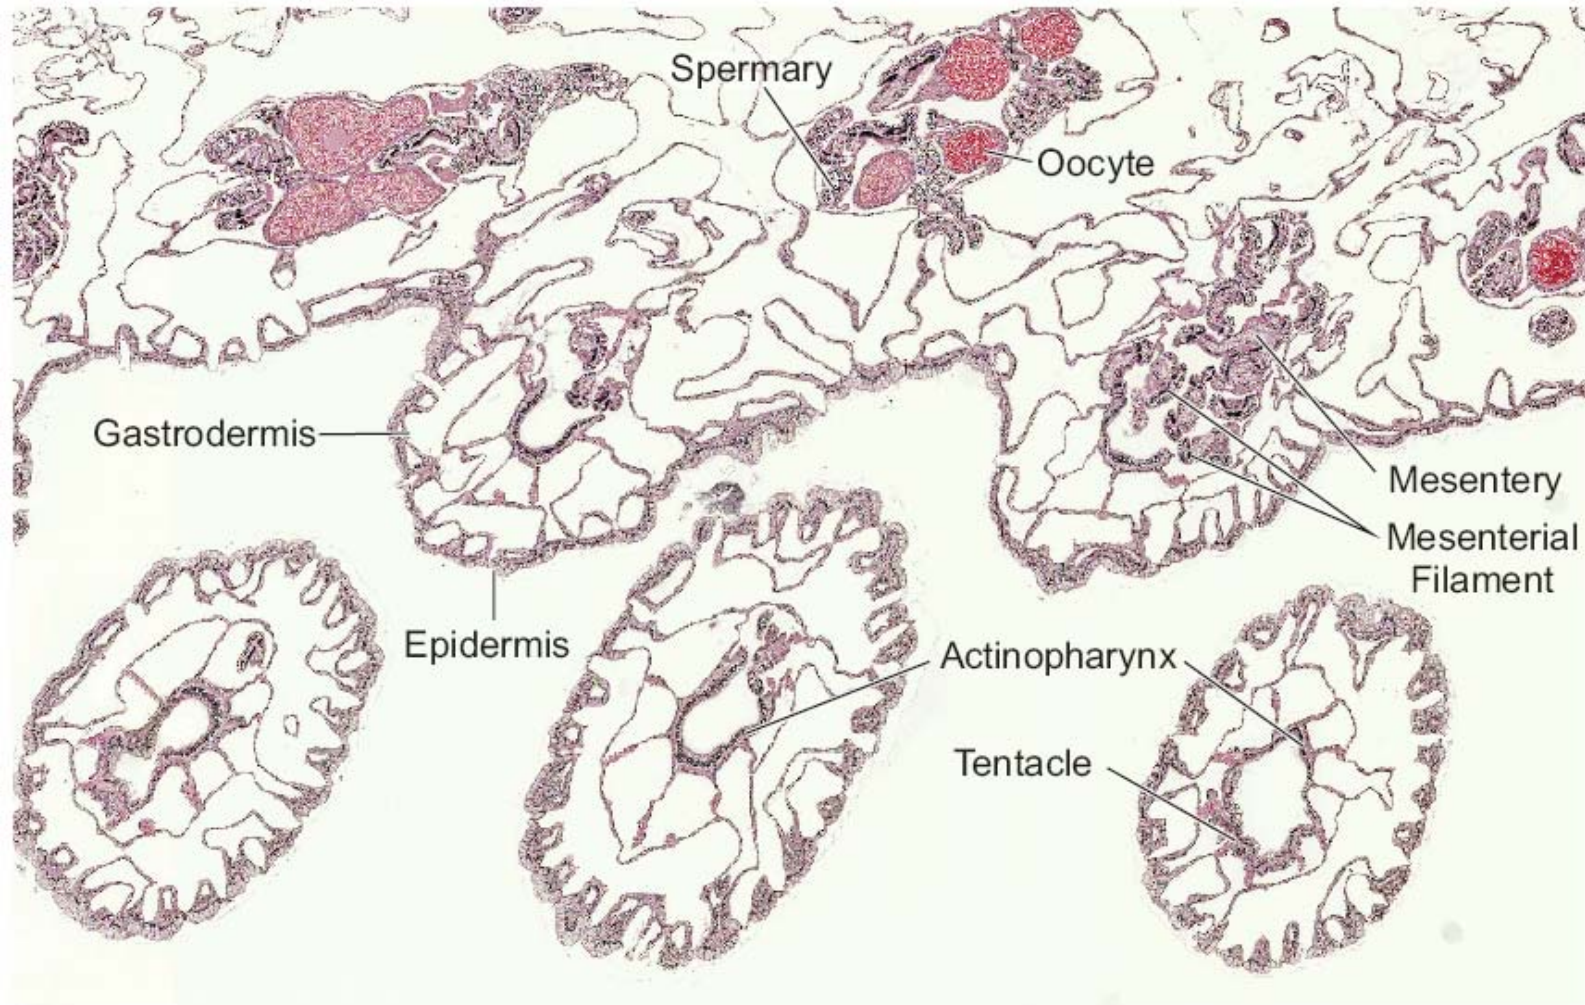 Spermary
Oocyte
Gastrodermis
Mesentery
Mesenterial
Filament
Epidermis
Actinopharynx
Tentacle